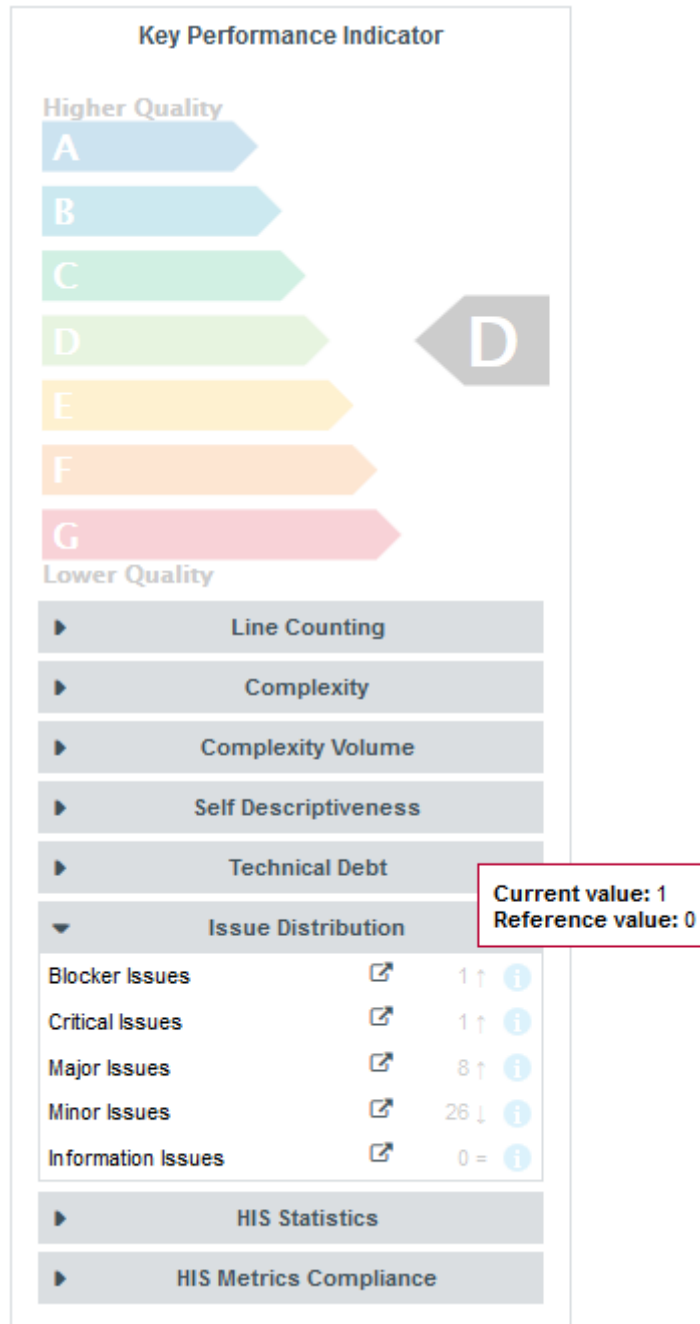 Key Performance Indicator
Higher Quality
A
B
C
D
D
E
F
G
Lower Quality
Line Counting
Complexity
Complexity Volume
Self Descriptiveness
Technical Debt
Current value: 1
Reference value: 0
Issue Distribution
Blocker Issues 1 ↑
Critical Issues 1 ↑
Major Issues 8 ↑
Minor Issues 26 ↓
Information Issues 0 =
HIS Statistics
HIS Metrics Compliance